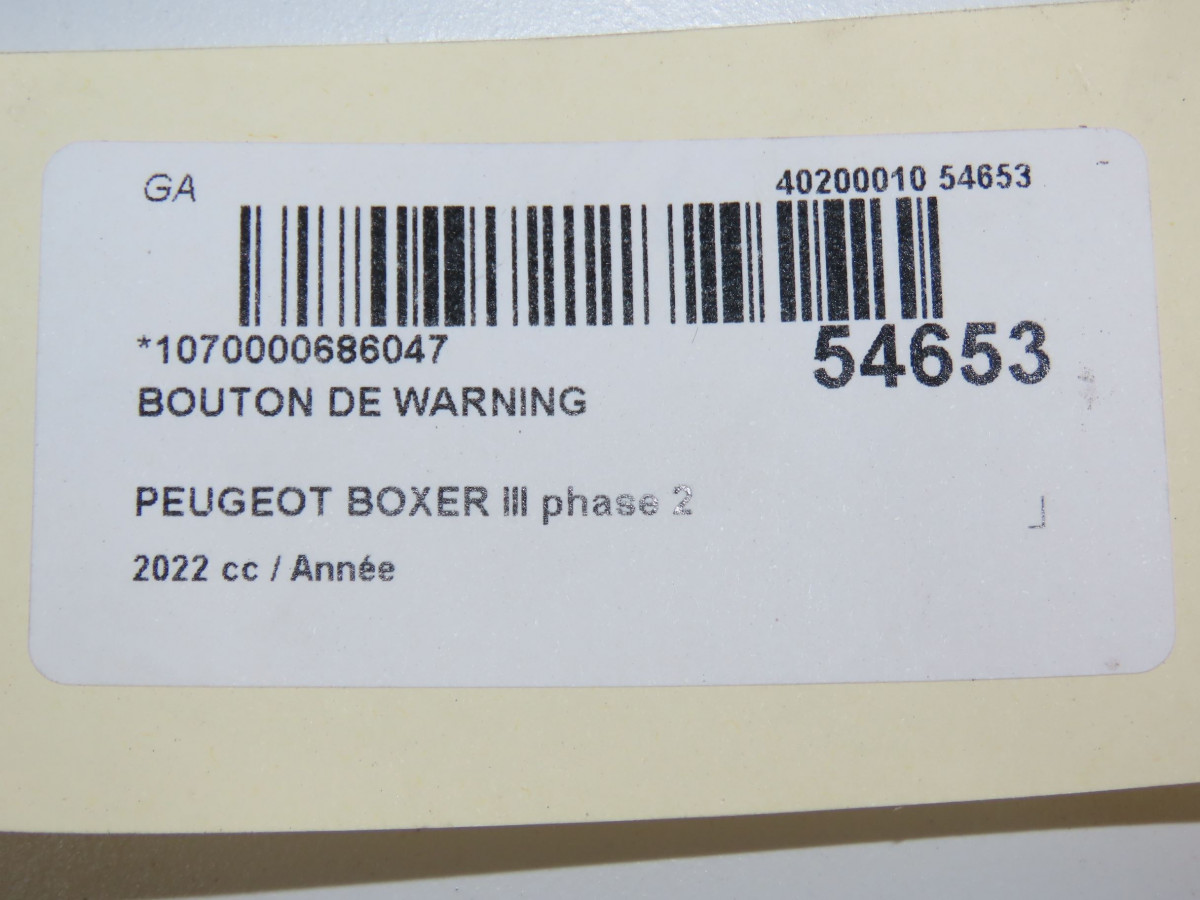 GA
40200010 54653
*1070000686047
54653
BOUTON DE WARNING
PEUGEOT BOXER III phase 2
2022 cc / Année